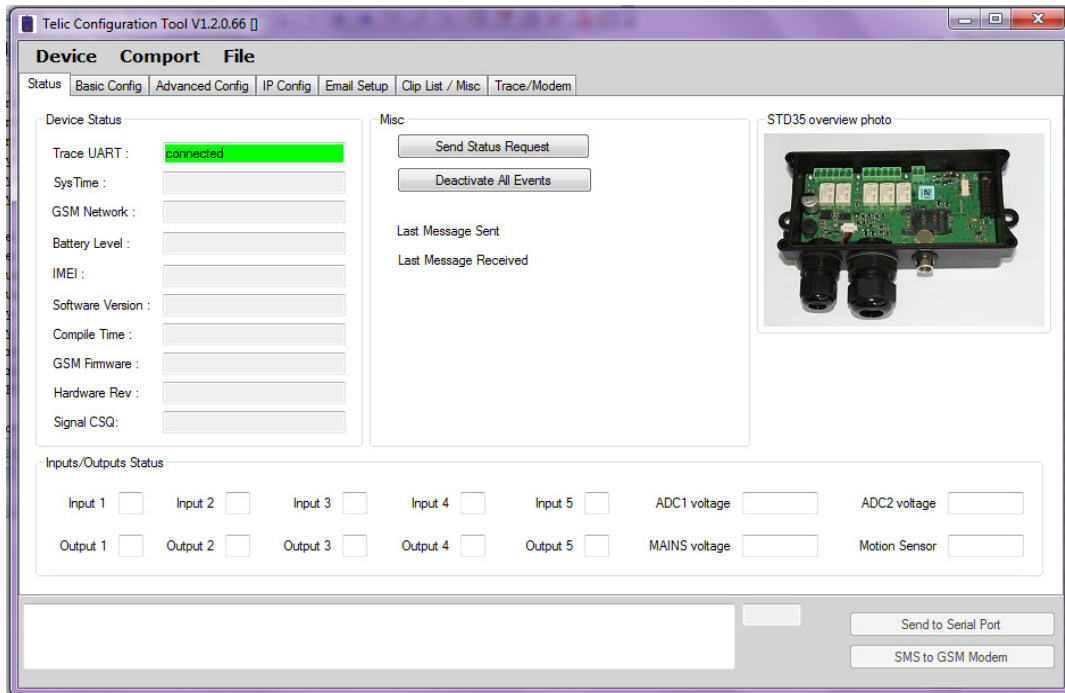 Telic Configuration Tool V1.2.0.66 []
Device Comport File
Status Basic Config Advanced Config IP Config Email Setup Clip List / Misc Trace/Modem
Device Status
Trace UART : connected
SysTime :
GSM Network :
Battery Level :
IMEI :
Software Version :
Compile Time :
GSM Firmware :
Hardware Rev :
Signal CSQ:
Misc
Send Status Request
Deactivate All Events
Last Message Sent
Last Message Received
STD35 overview photo
Inputs/Outputs Status
Input 1 Input 2 Input 3 Input 4 Input 5 ADC1 voltage ADC2 voltage
Output 1 Output 2 Output 3 Output 4 Output 5 MAINS voltage Motion Sensor
Send to Serial Port
SMS to GSM Modem